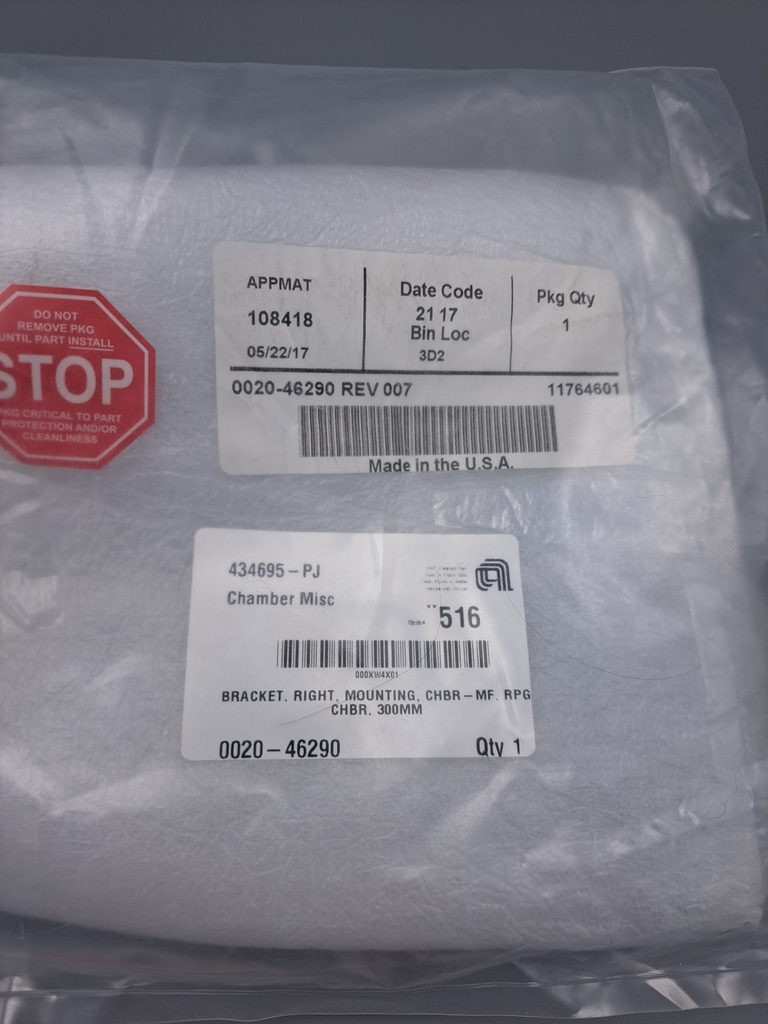 DO NOT
REMOVE PKG
UNTIL PART INSTALL
STOP
PKG CRITICAL TO PART
PROTECTION AND/OR
CLEANLINESS
APPMAT
108418
05/22/17
Date Code
21 17
Bin Loc
3D2
Pkg Qty
1
0020-46290 REV 007 11764601
Made in the U.S.A.
434695-PJ
Chamber Misc
516
000XW4X01
BRACKET, RIGHT, MOUNTING, CHBR-MF, RPG
CHBR, 300MM
0020-46290 Qty 1